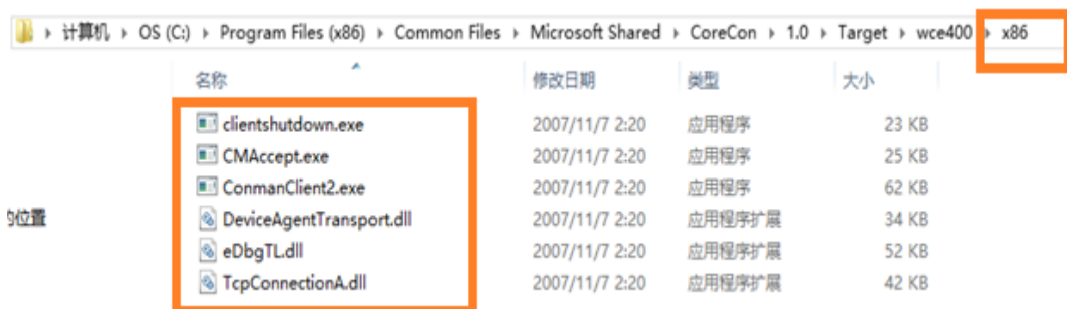 计算机 OS (C:) Program Files (x86) Common Files Microsoft Shared CoreCon 1.0 Target wce400 x86
名称 修改日期 类型 大小
clientshutdown.exe 2007/11/7 2:20 应用程序 23 KB
CMAccept.exe 2007/11/7 2:20 应用程序 25 KB
ConmanClient2.exe 2007/11/7 2:20 应用程序 62 KB
DeviceAgentTransport.dll 2007/11/7 2:20 应用程序扩展 34 KB
的位置
eDbgTL.dll 2007/11/7 2:20 应用程序扩展 52 KB
TcpConnectionA.dll 2007/11/7 2:20 应用程序扩展 42 KB